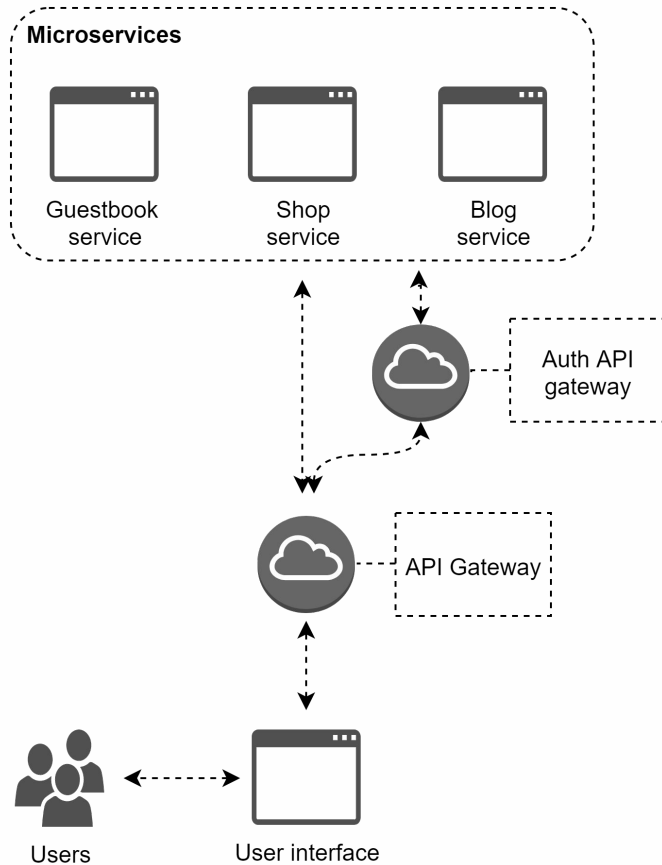 Microservices
Guestbook
service
Shop
service
Blog
service
Auth API
gateway
API Gateway
Users
User interface